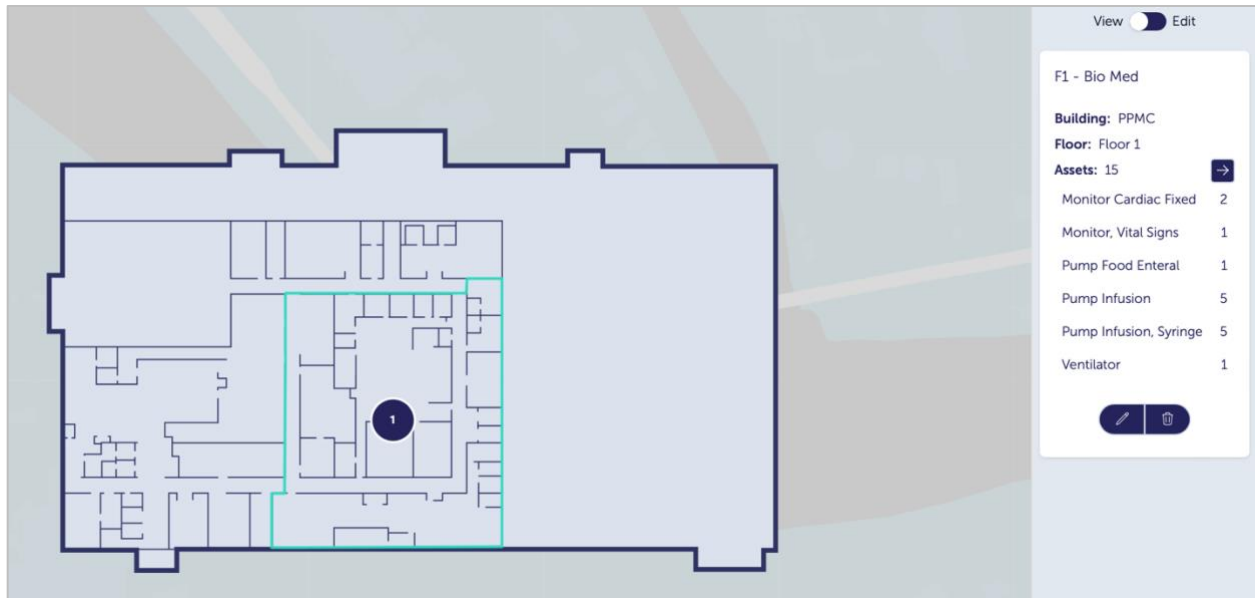 View Edit
F1 - Bio Med
Building: PPMC
Floor: Floor 1
Assets: 15
Monitor Cardiac Fixed 2
Monitor, Vital Signs 1
Pump Food Enteral 1
Pump Infusion 5
Pump Infusion, Syringe 5
Ventilator 1
1